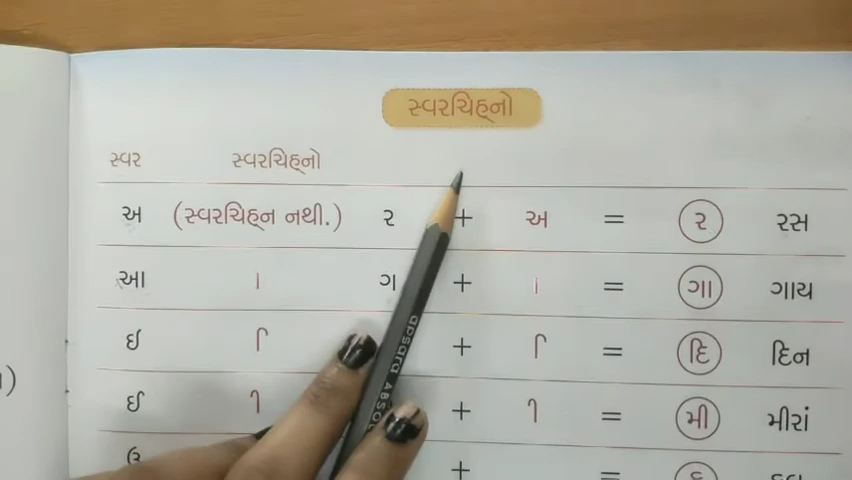 સ્વરચિહ્નો
સ્વર સ્વરચિહ્નો
અ (સ્વરચિહ્ન નથી.) ર + અ = ર રસ
આ ા ગ + ા = ગા ગાય
ઇ િ + િ = દિ દિન
ઈ ી + ી = મી મીરાં
ઉ + =
apsara ABSOL